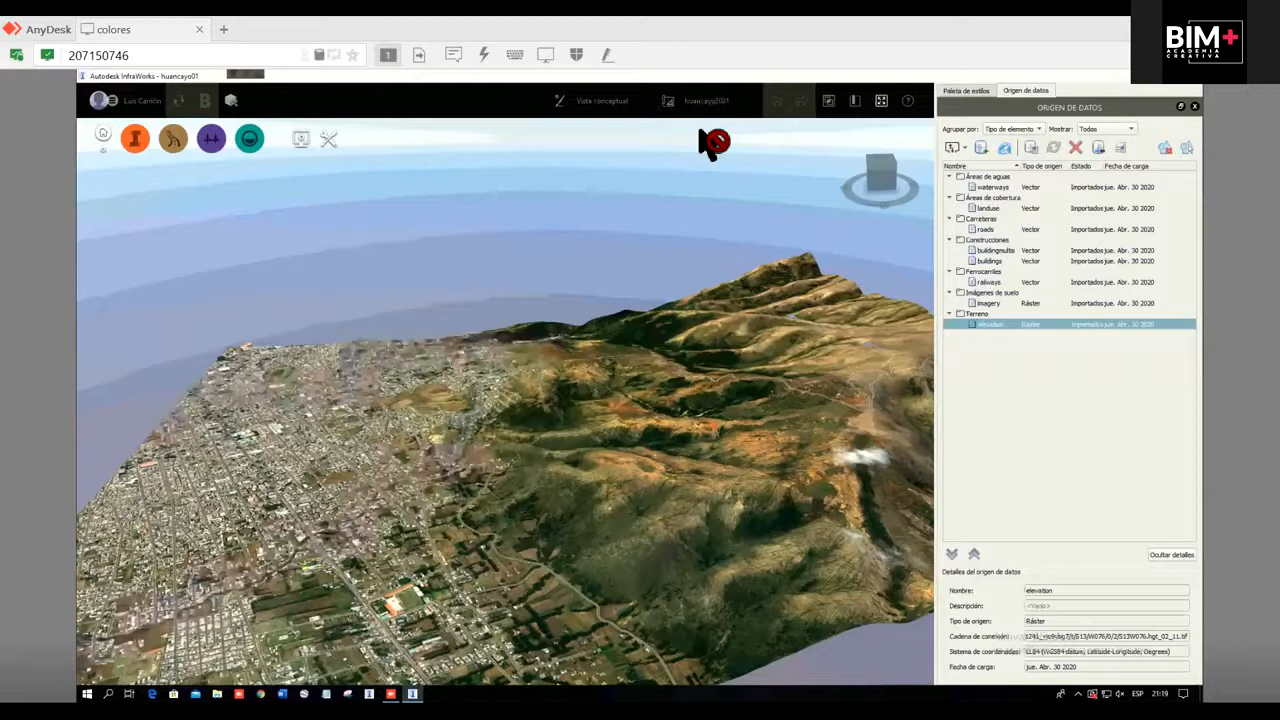 AnyDesk
colores
BIM+
ACADEMIA
CREATIVA
1
207150746
Autodesk InfraWorks - huancayo01
Luis Carrión
Vista conceptual
Paleta de estilos
Origen de datos
ORIGEN DE DATOS
Agrupar por: Tipo de elemento Mostrar: Todos
Nombre Tipo de origen Estado Fecha de carga
Áreas de aguas
waterways Vector Importados jue. Abr. 30 2020
Áreas de cobertura
landuse Vector Importados jue. Abr. 30 2020
Carreteras
roads Vector Importados jue. Abr. 30 2020
Construcciones
buildingmultis Vector Importados jue. Abr. 30 2020
buildings Vector Importados jue. Abr. 30 2020
Ferrocarriles
railways Vector Importados jue. Abr. 30 2020
Imágenes de suelo
imagery Ráster Importados jue. Abr. 30 2020
Terreno
elevation Ráster Importados jue. Abr. 30 2020
Ocultar detalles
Detalles del origen de datos
Nombre: elevation
Descripción: <Vacío>
Tipo de origen: Ráster
Cadena de conexión:
Sistema de coordenadas: LL84 (WGS84 datum, Latitude-Longitude; Degrees)
Fecha de carga: jue. Abr. 30 2020
ESP
21:19